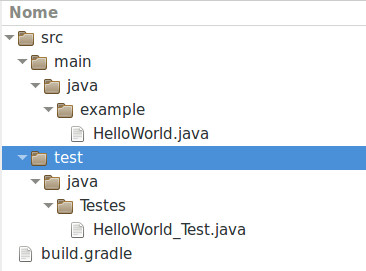 Nome
src
main
java
example
HelloWorld.java
test
java
Testes
HelloWorld_Test.java
build.gradle